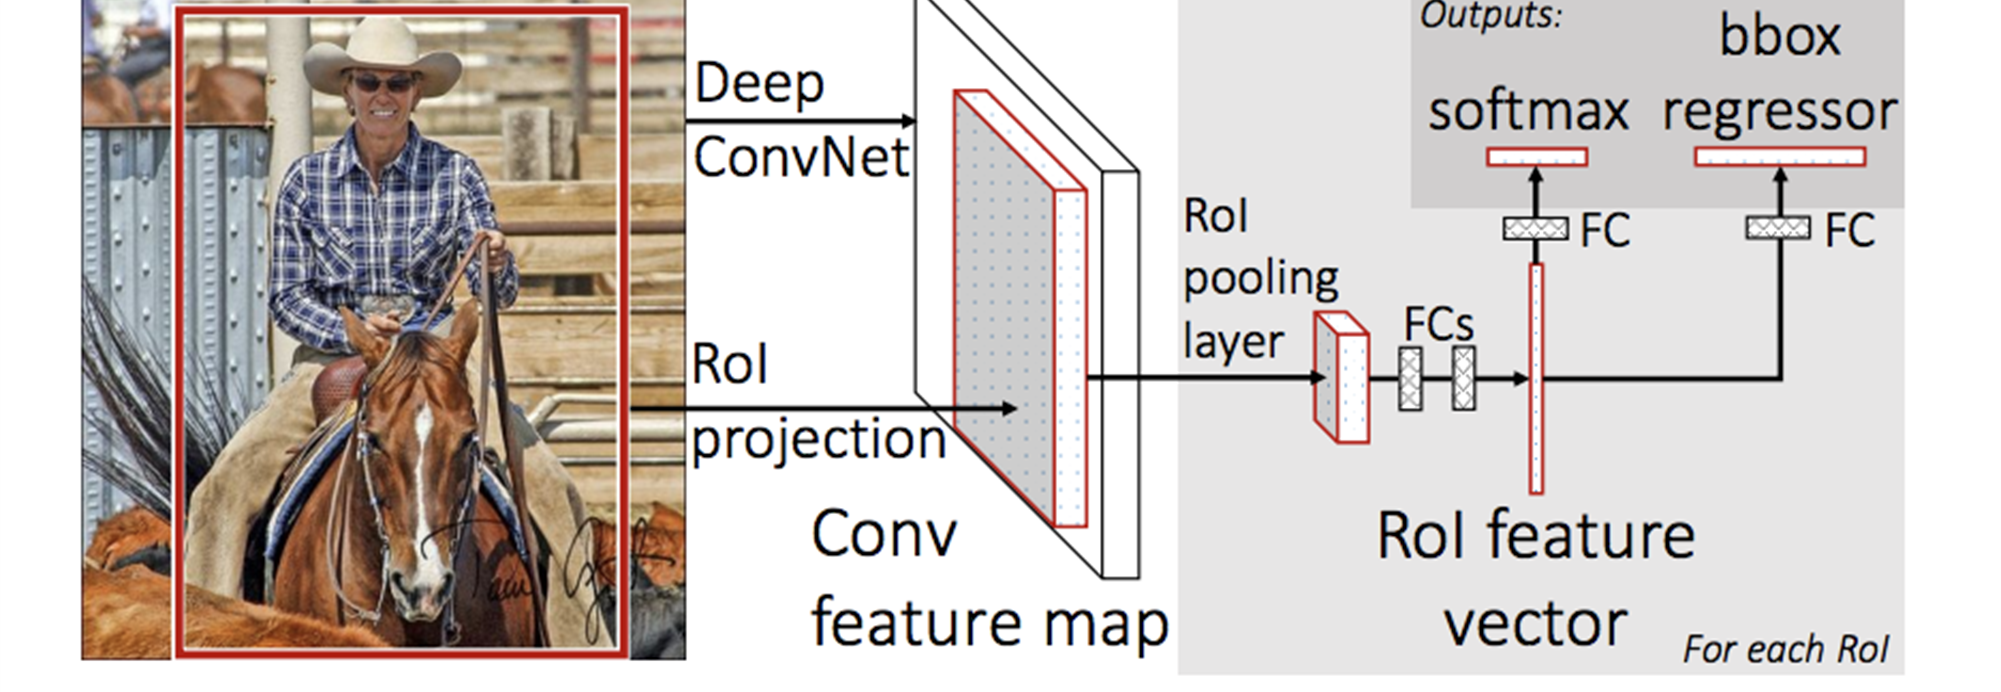 Deep
ConvNet
RoI
projection
Conv
feature map
RoI
pooling
layer
FCs
Outputs:
bbox
softmax regressor
FC
FC
RoI feature
vector
For each RoI